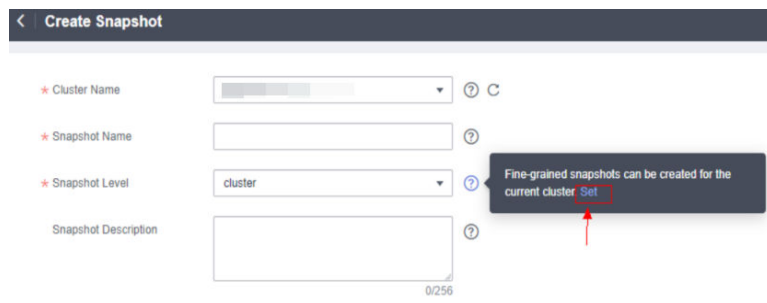 Create Snapshot
* Cluster Name
* Snapshot Name
* Snapshot Level
cluster
Fine-grained snapshots can be created for the
current cluster. Set
Snapshot Description
0/256